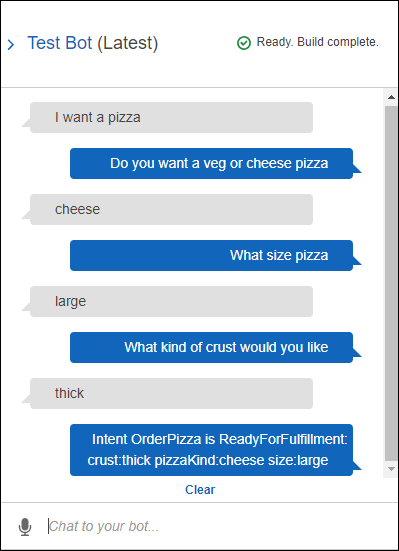 Test Bot (Latest)
Ready. Build complete.
I want a pizza
Do you want a veg or cheese pizza
cheese
What size pizza
large
What kind of crust would you like
thick
Intent OrderPizza is ReadyForFulfillment:
crust:thick pizzaKind:cheese size:large
Clear
Chat to your bot...